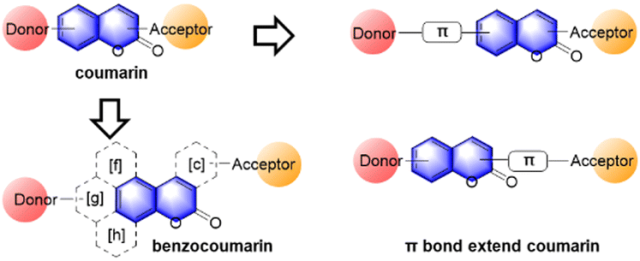 Donor
O
O
Acceptor
coumarin
Donor
π
O
O
Acceptor
[f]
[c]
Acceptor
Donor
[g]
O
O
[h]
benzocoumarin
Donor
O
O
π
Acceptor
π bond extend coumarin